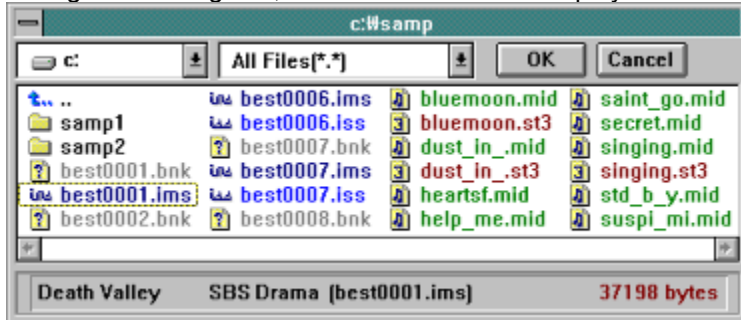 c:₩samp
c: All Files(*.*) OK Cancel
.. best0006.ims bluemoon.mid saint_go.mid
samp1 best0006.iss bluemoon.st3 secret.mid
samp2 best0007.bnk dust_in_.mid singing.mid
best0001.bnk best0007.ims dust_in_.st3 singing.st3
best0001.ims best0007.iss heartsf.mid std_b_y.mid
best0002.bnk best0008.bnk help_me.mid suspi_mi.mid
Death Valley SBS Drama (best0001.ims) 37198 bytes